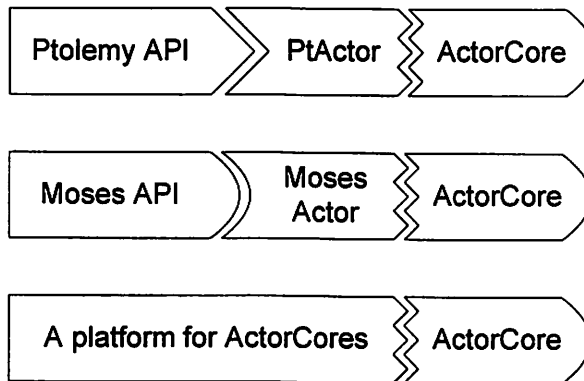 Ptolemy API PtActor ActorCore
Moses API Moses Actor ActorCore
A platform for ActorCores ActorCore